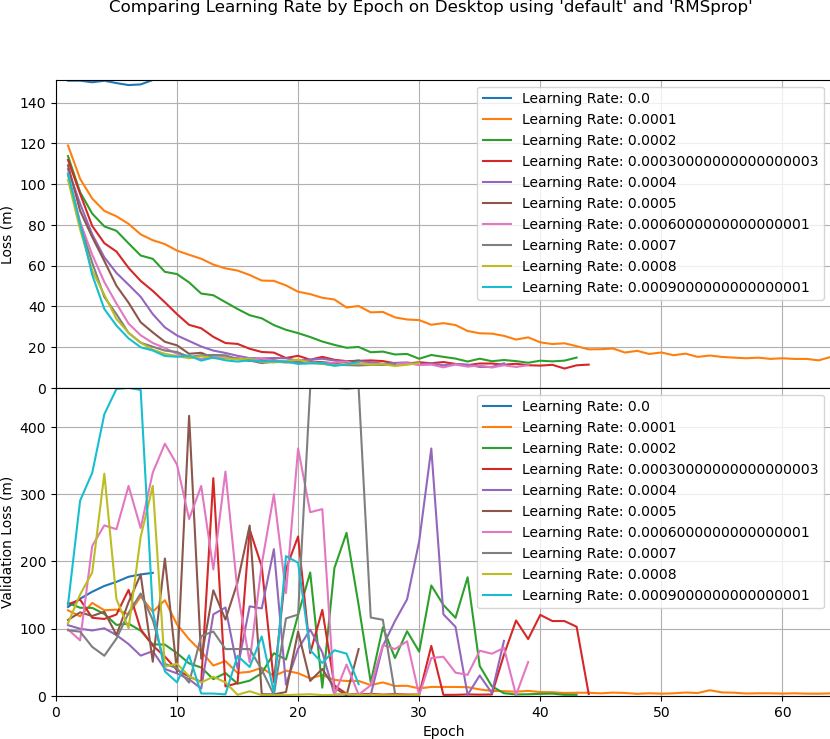 Comparing Learning Rate by Epoch on Desktop using 'default' and 'RMSprop'
140
120
100
80
60
40
20
0
Loss (m)
Learning Rate: 0.0
Learning Rate: 0.0001
Learning Rate: 0.0002
Learning Rate: 0.00030000000000000003
Learning Rate: 0.0004
Learning Rate: 0.0005
Learning Rate: 0.0006000000000000001
Learning Rate: 0.0007
Learning Rate: 0.0008
Learning Rate: 0.0009000000000000001
400
300
200
100
0
Validation Loss (m)
Learning Rate: 0.0
Learning Rate: 0.0001
Learning Rate: 0.0002
Learning Rate: 0.00030000000000000003
Learning Rate: 0.0004
Learning Rate: 0.0005
Learning Rate: 0.0006000000000000001
Learning Rate: 0.0007
Learning Rate: 0.0008
Learning Rate: 0.0009000000000000001
0 10 20 30 40 50 60
Epoch